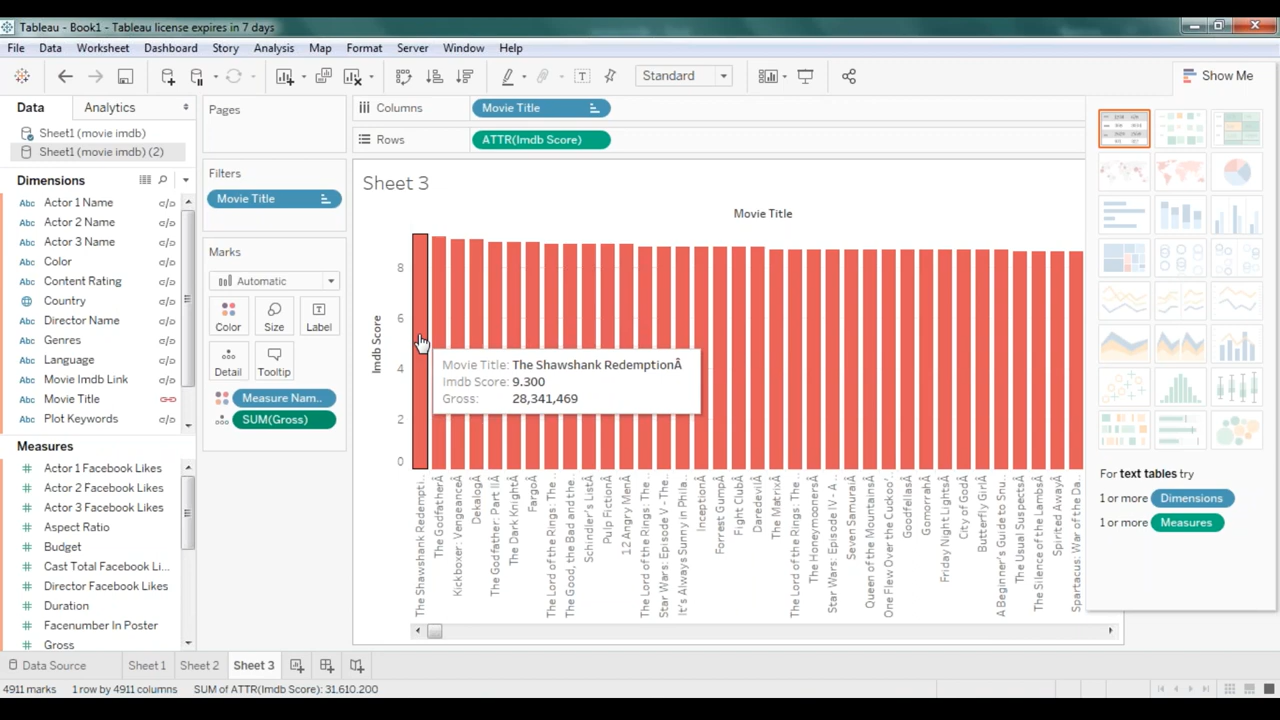 Tableau - Book1 - Tableau license expires in 7 days
File Data Worksheet Dashboard Story Analysis Map Format Server Window Help
Standard
Show Me
Data Analytics
Sheet1 (movie imdb)
Sheet1 (movie imdb) (2)
Dimensions
Abc Actor 1 Name
Abc Actor 2 Name
Abc Actor 3 Name
Abc Color
Abc Content Rating
Country
Abc Director Name
Abc Genres
Abc Language
Abc Movie Imdb Link
Abc Movie Title
Abc Plot Keywords
Measures
# Actor 1 Facebook Likes
# Actor 2 Facebook Likes
# Actor 3 Facebook Likes
# Aspect Ratio
# Budget
# Cast Total Facebook Li...
# Director Facebook Likes
# Duration
# Facenumber In Poster
# Gross
Pages
Filters
Movie Title
Marks
Automatic
Color Size Label
Detail Tooltip
Measure Nam..
SUM(Gross)
Columns Movie Title
Rows ATTR(Imdb Score)
Sheet 3
Movie Title
Imdb Score
8
6
4
2
0
Movie Title: The Shawshank RedemptionÂ
Imdb Score: 9.300
Gross: 28,341,469
The Shawshank Redempti..
The GodfatherÂ
Kickboxer: VengeanceÂ
DekalogÂ
The Godfather: Part IIÂ
The Dark KnightÂ
FargoÂ
The Lord of the Rings: The..
The Good, the Bad and the..
Schindler's ListÂ
Pulp FictionÂ
12 Angry MenÂ
The Lord of the Rings: The..
Star Wars: Episode V - The..
It's Always Sunny in Phila..
InceptionÂ
Forrest GumpÂ
Fight ClubÂ
DaredevilÂ
The MatrixÂ
The Lord of the Rings: The..
The HoneymoonersÂ
Star Wars: Episode IV - A ..
Seven SamuraiÂ
Queen of the MountainsÂ
One Flew Over the Cuckoo'..
GoodfellasÂ
GomorrahÂ
Friday Night LightsÂ
City of GodÂ
Butterfly GirlÂ
A Beginner's Guide to Snu..
The Usual SuspectsÂ
The Silence of the LambsÂ
Spirited AwayÂ
Spartacus: War of the Da..
For text tables try
1 or more Dimensions
1 or more Measures
Data Source Sheet 1 Sheet 2 Sheet 3
4911 marks 1 row by 4911 columns SUM of ATTR(Imdb Score): 31,610.200